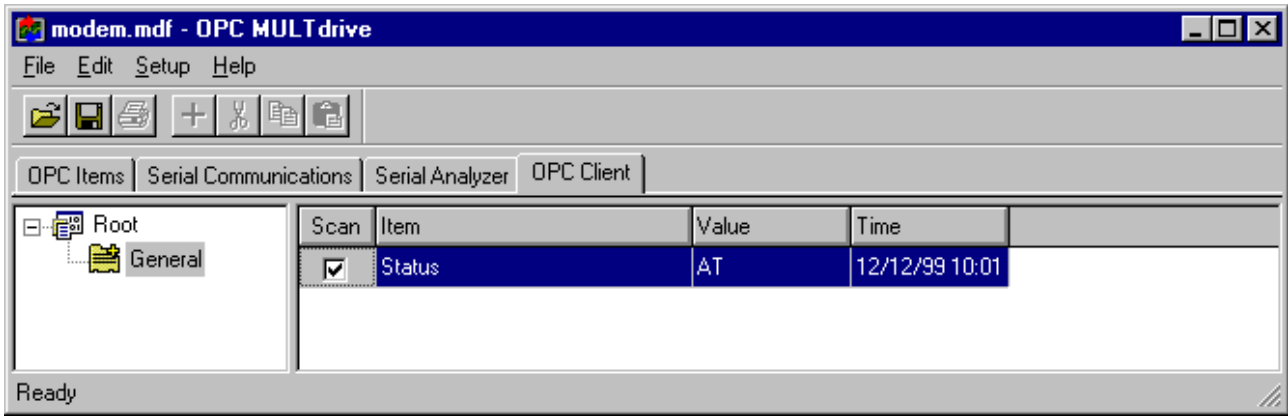 modem.mdf - OPC MULTdrive
File Edit Setup Help
OPC Items Serial Communications Serial Analyzer OPC Client
Root Scan Item Value Time
General Status AT 12/12/99 10:01
Ready